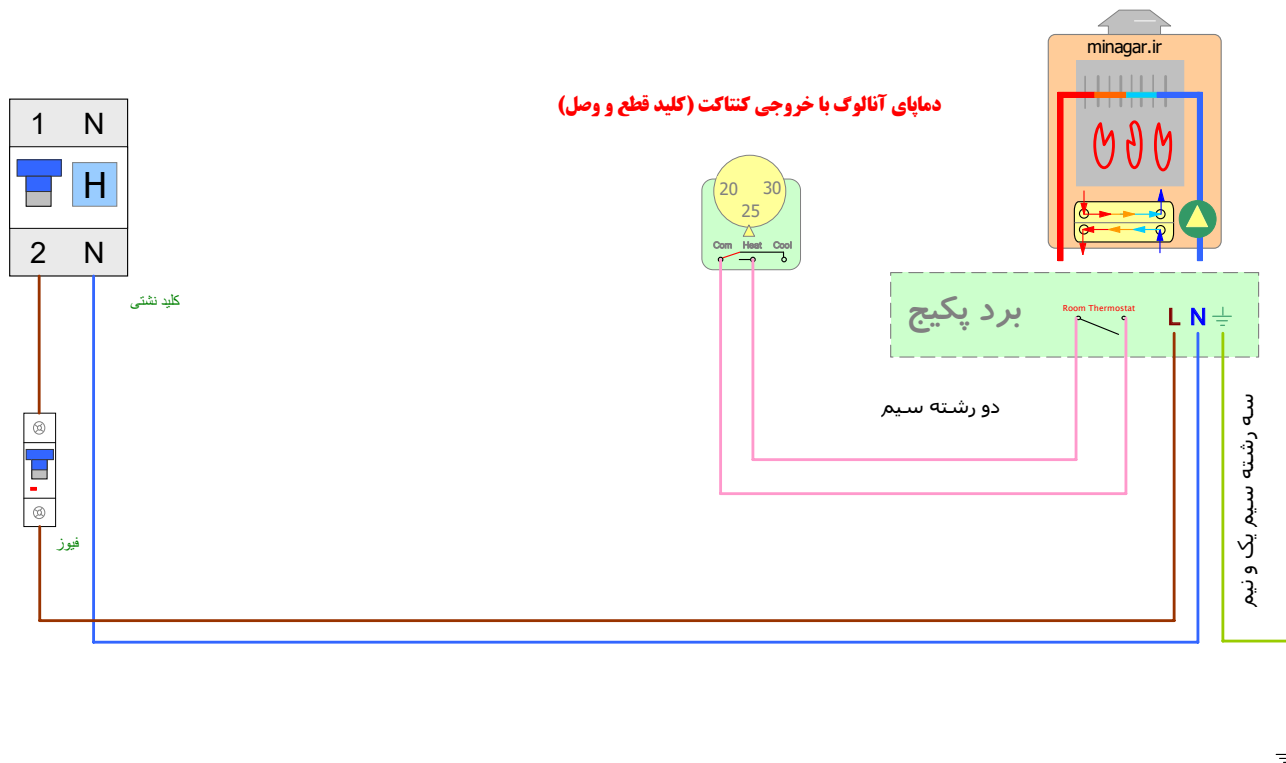 minagar.ir
دماپای آنالوگ با خروجی کنتاکت (کلید قطع و وصل)
1 N
H
2 N
کلید نشتی
فیوز
20 30
25
Com Heat Cool
برد پکیج
Room Thermostat
L N
دو رشته سیم
سه رشته سیم یک و نیم